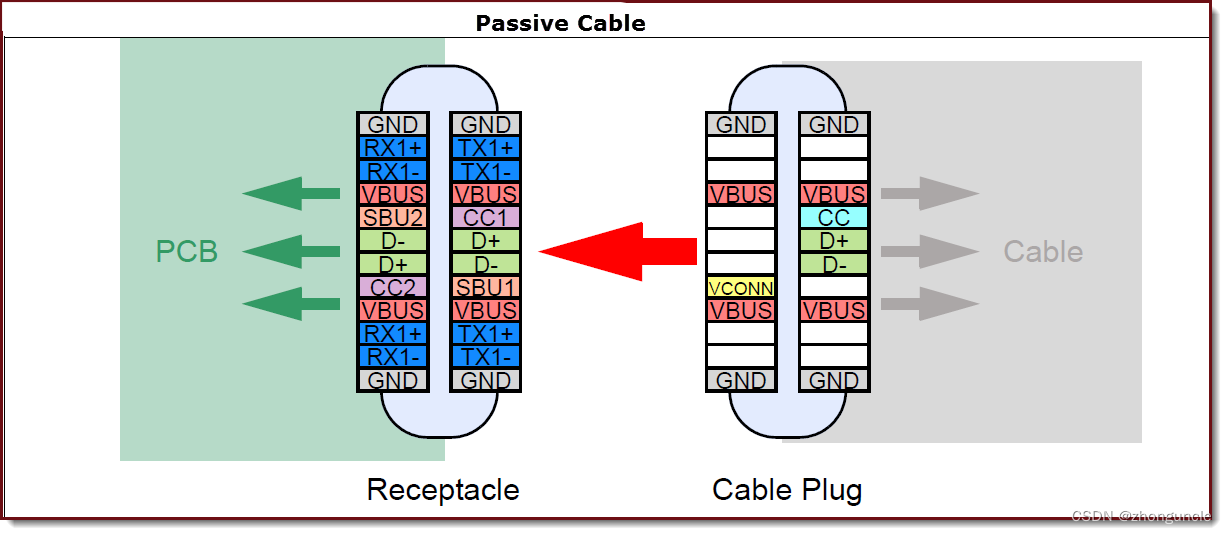 Passive Cable
GND GND GND GND
RX1+ TX1+
RX1- TX1-
VBUS VBUS VBUS VBUS
SBU2 CC1 CC
D- D+ D+
PCB Cable
D+ D- D-
CC2 SBU1 VCONN
VBUS VBUS VBUS VBUS
RX1+ TX1+
RX1- TX1-
GND GND GND GND
Receptacle Cable Plug
CSDN @zhonguncle